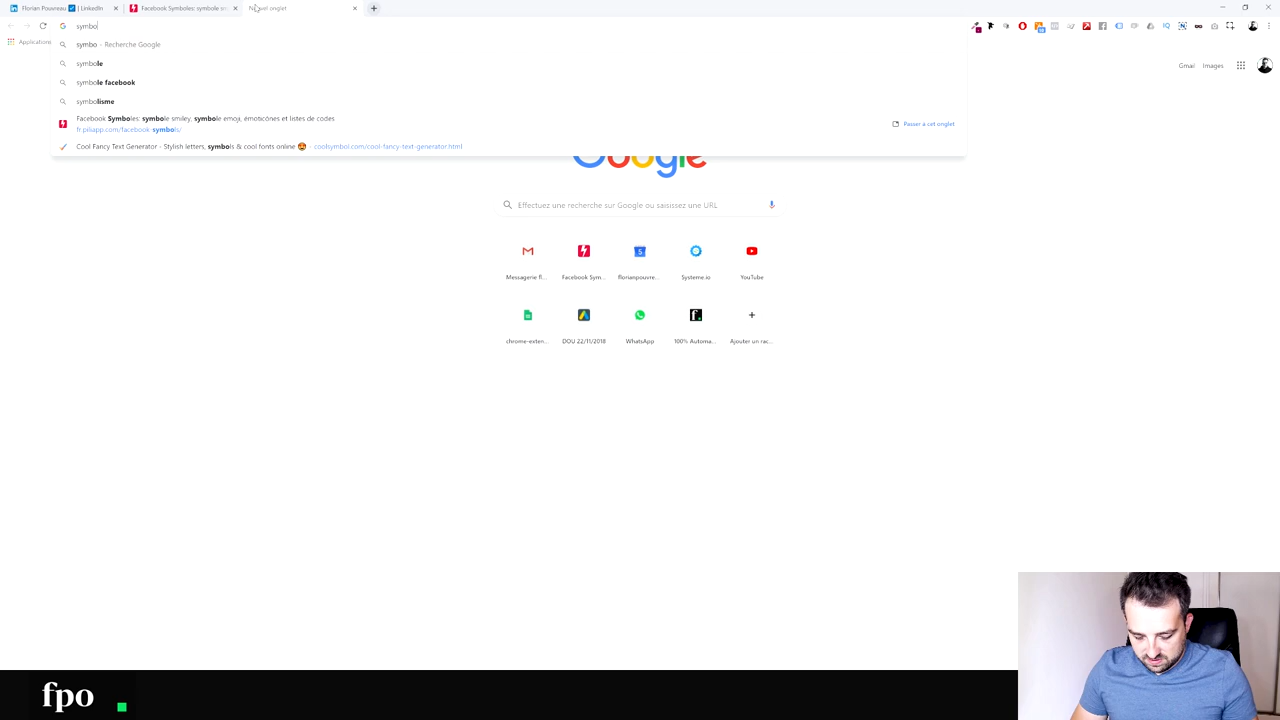 Florian Pouvreau | LinkedIn
Facebook Symboles: symbole sm
Nouvel onglet
symbo
Applications
symbo - Recherche Google
symbole
symbole facebook
symbolisme
Facebook Symboles: symbole smiley, symbole emoji, émoticônes et listes de codes
fr.piliapp.com/facebook-symbols/
Passer à cet onglet
Cool Fancy Text Generator - Stylish letters, symbols & cool fonts online 😍 - coolsymbol.com/cool-fancy-text-generator.html
Gmail
Images
Google
Effectuez une recherche sur Google ou saisissez une URL
Messagerie fl...
Facebook Sym...
florianpouvre...
Systeme.io
YouTube
chrome-exten...
DOU 22/11/2018
WhatsApp
100% Automa...
Ajouter un rac...
fpo